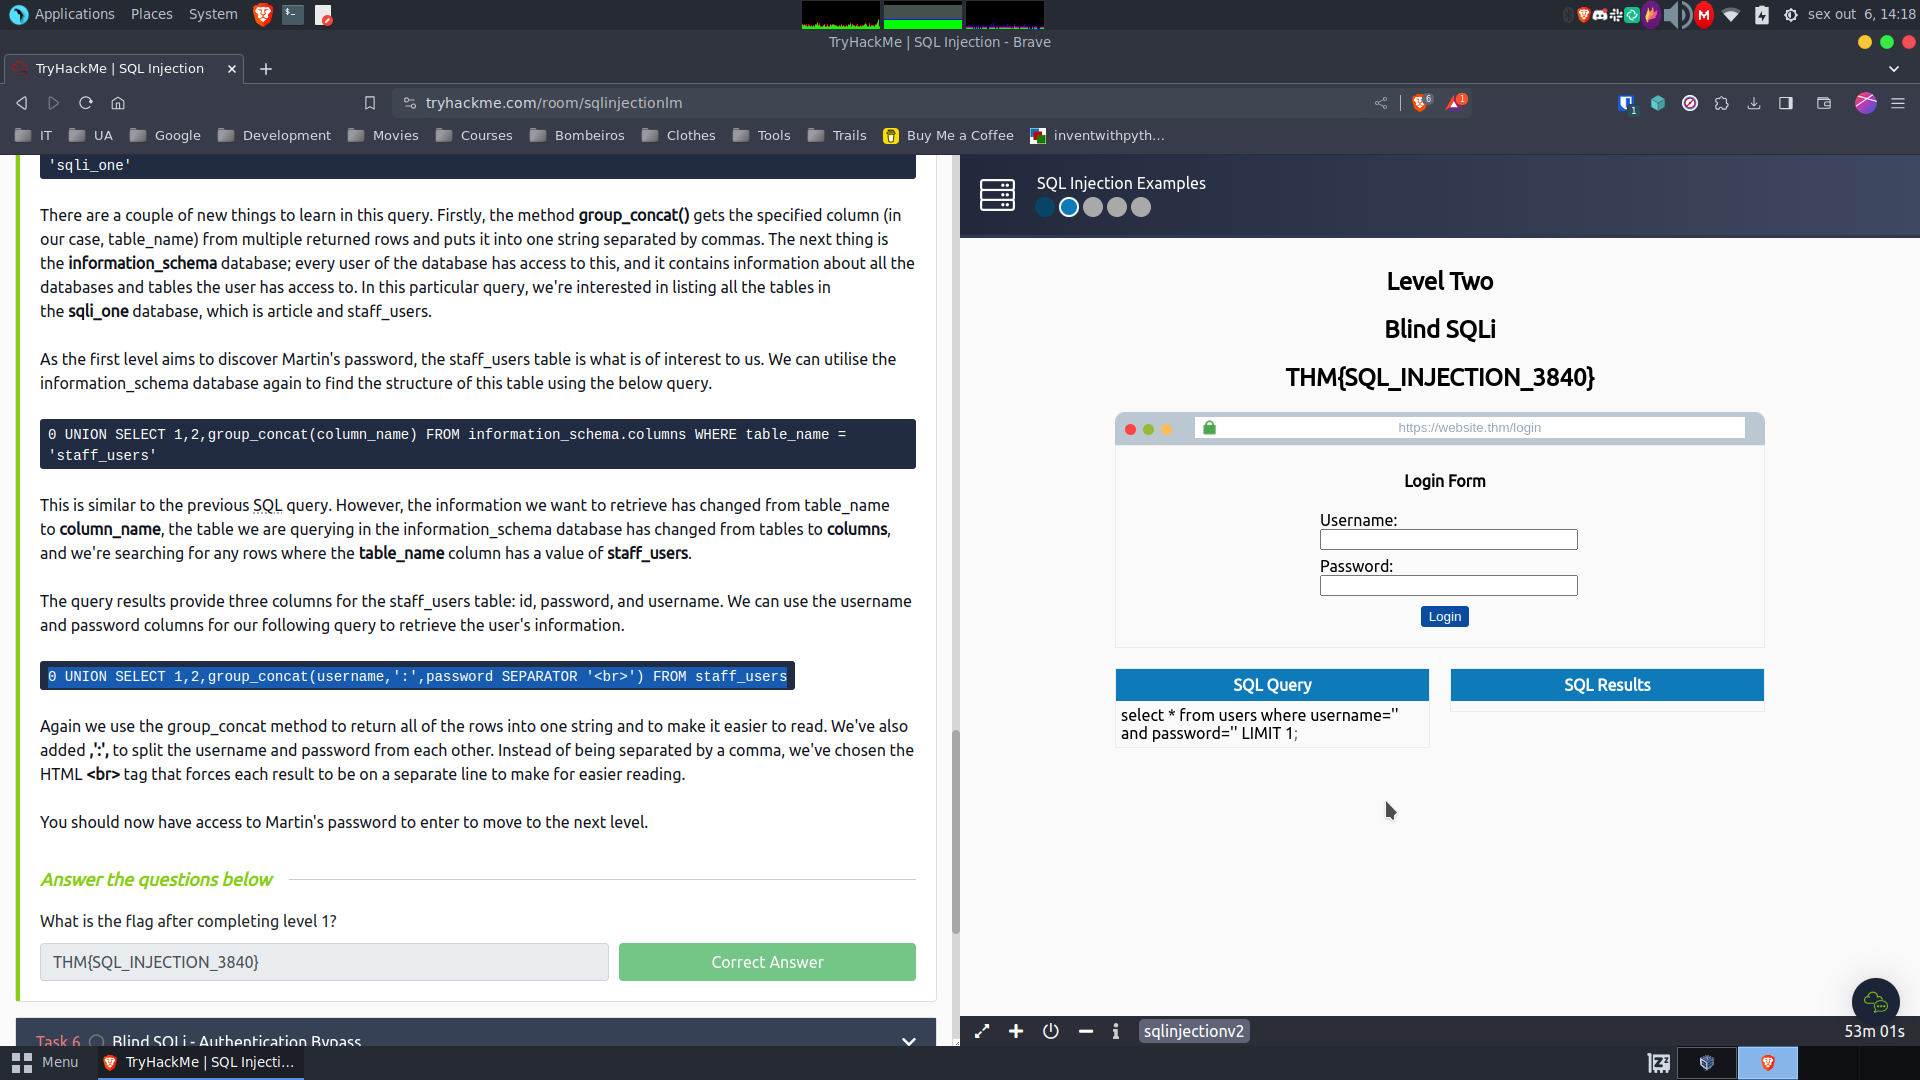 Applications Places System
sex out 6, 14:18
TryHackMe | SQL Injection - Brave
TryHackMe | SQL Injection
tryhackme.com/room/sqlinjectionlm
6
1
1
IT UA Google Development Movies Courses Bombeiros Clothes Tools Trails Buy Me a Coffee inventwithpyth...
'sqli_one'
There are a couple of new things to learn in this query. Firstly, the method group_concat() gets the specified column (in
our case, table_name) from multiple returned rows and puts it into one string separated by commas. The next thing is
the information_schema database; every user of the database has access to this, and it contains information about all the
databases and tables the user has access to. In this particular query, we're interested in listing all the tables in
the sqli_one database, which is article and staff_users.
As the first level aims to discover Martin's password, the staff_users table is what is of interest to us. We can utilise the
information_schema database again to find the structure of this table using the below query.
0 UNION SELECT 1,2,group_concat(column_name) FROM information_schema.columns WHERE table_name =
'staff_users'
This is similar to the previous SQL query. However, the information we want to retrieve has changed from table_name
to column_name, the table we are querying in the information_schema database has changed from tables to columns,
and we're searching for any rows where the table_name column has a value of staff_users.
The query results provide three columns for the staff_users table: id, password, and username. We can use the username
and password columns for our following query to retrieve the user's information.
0 UNION SELECT 1,2,group_concat(username,':',password SEPARATOR '<br>') FROM staff_users
Again we use the group_concat method to return all of the rows into one string and to make it easier to read. We've also
added ,':', to split the username and password from each other. Instead of being separated by a comma, we've chosen the
HTML <br> tag that forces each result to be on a separate line to make for easier reading.
You should now have access to Martin's password to enter to move to the next level.
Answer the questions below
What is the flag after completing level 1?
THM{SQL_INJECTION_3840}
Correct Answer
Task 6 Blind SQLi - Authentication Bypass
SQL Injection Examples
Level Two
Blind SQLi
THM{SQL_INJECTION_3840}
https://website.thm/login
Login Form
Username:
Password:
Login
SQL Query
select * from users where username=''
and password='' LIMIT 1;
SQL Results
sqlinjectionv2
53m 01s
Menu
TryHackMe | SQL Injecti...